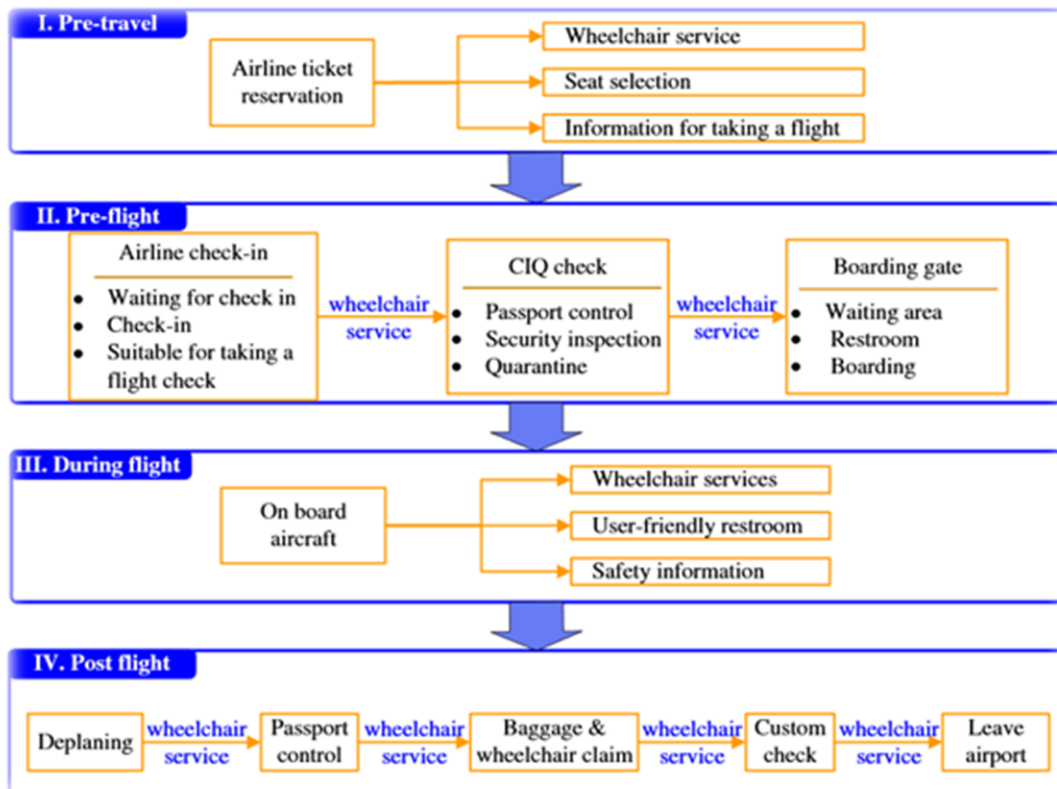 I. Pre-travel
Airline ticket
reservation
Wheelchair service
Seat selection
Information for taking a flight
II. Pre-flight
Airline check-in
• Waiting for check in
• Check-in
• Suitable for taking a
flight check
wheelchair
service
CIQ check
• Passport control
• Security inspection
• Quarantine
wheelchair
service
Boarding gate
• Waiting area
• Restroom
• Boarding
III. During flight
On board
aircraft
Wheelchair services
User-friendly restroom
Safety information
IV. Post flight
Deplaning
wheelchair
service
Passport
control
wheelchair
service
Baggage &
wheelchair claim
wheelchair
service
Custom
check
wheelchair
service
Leave
airport